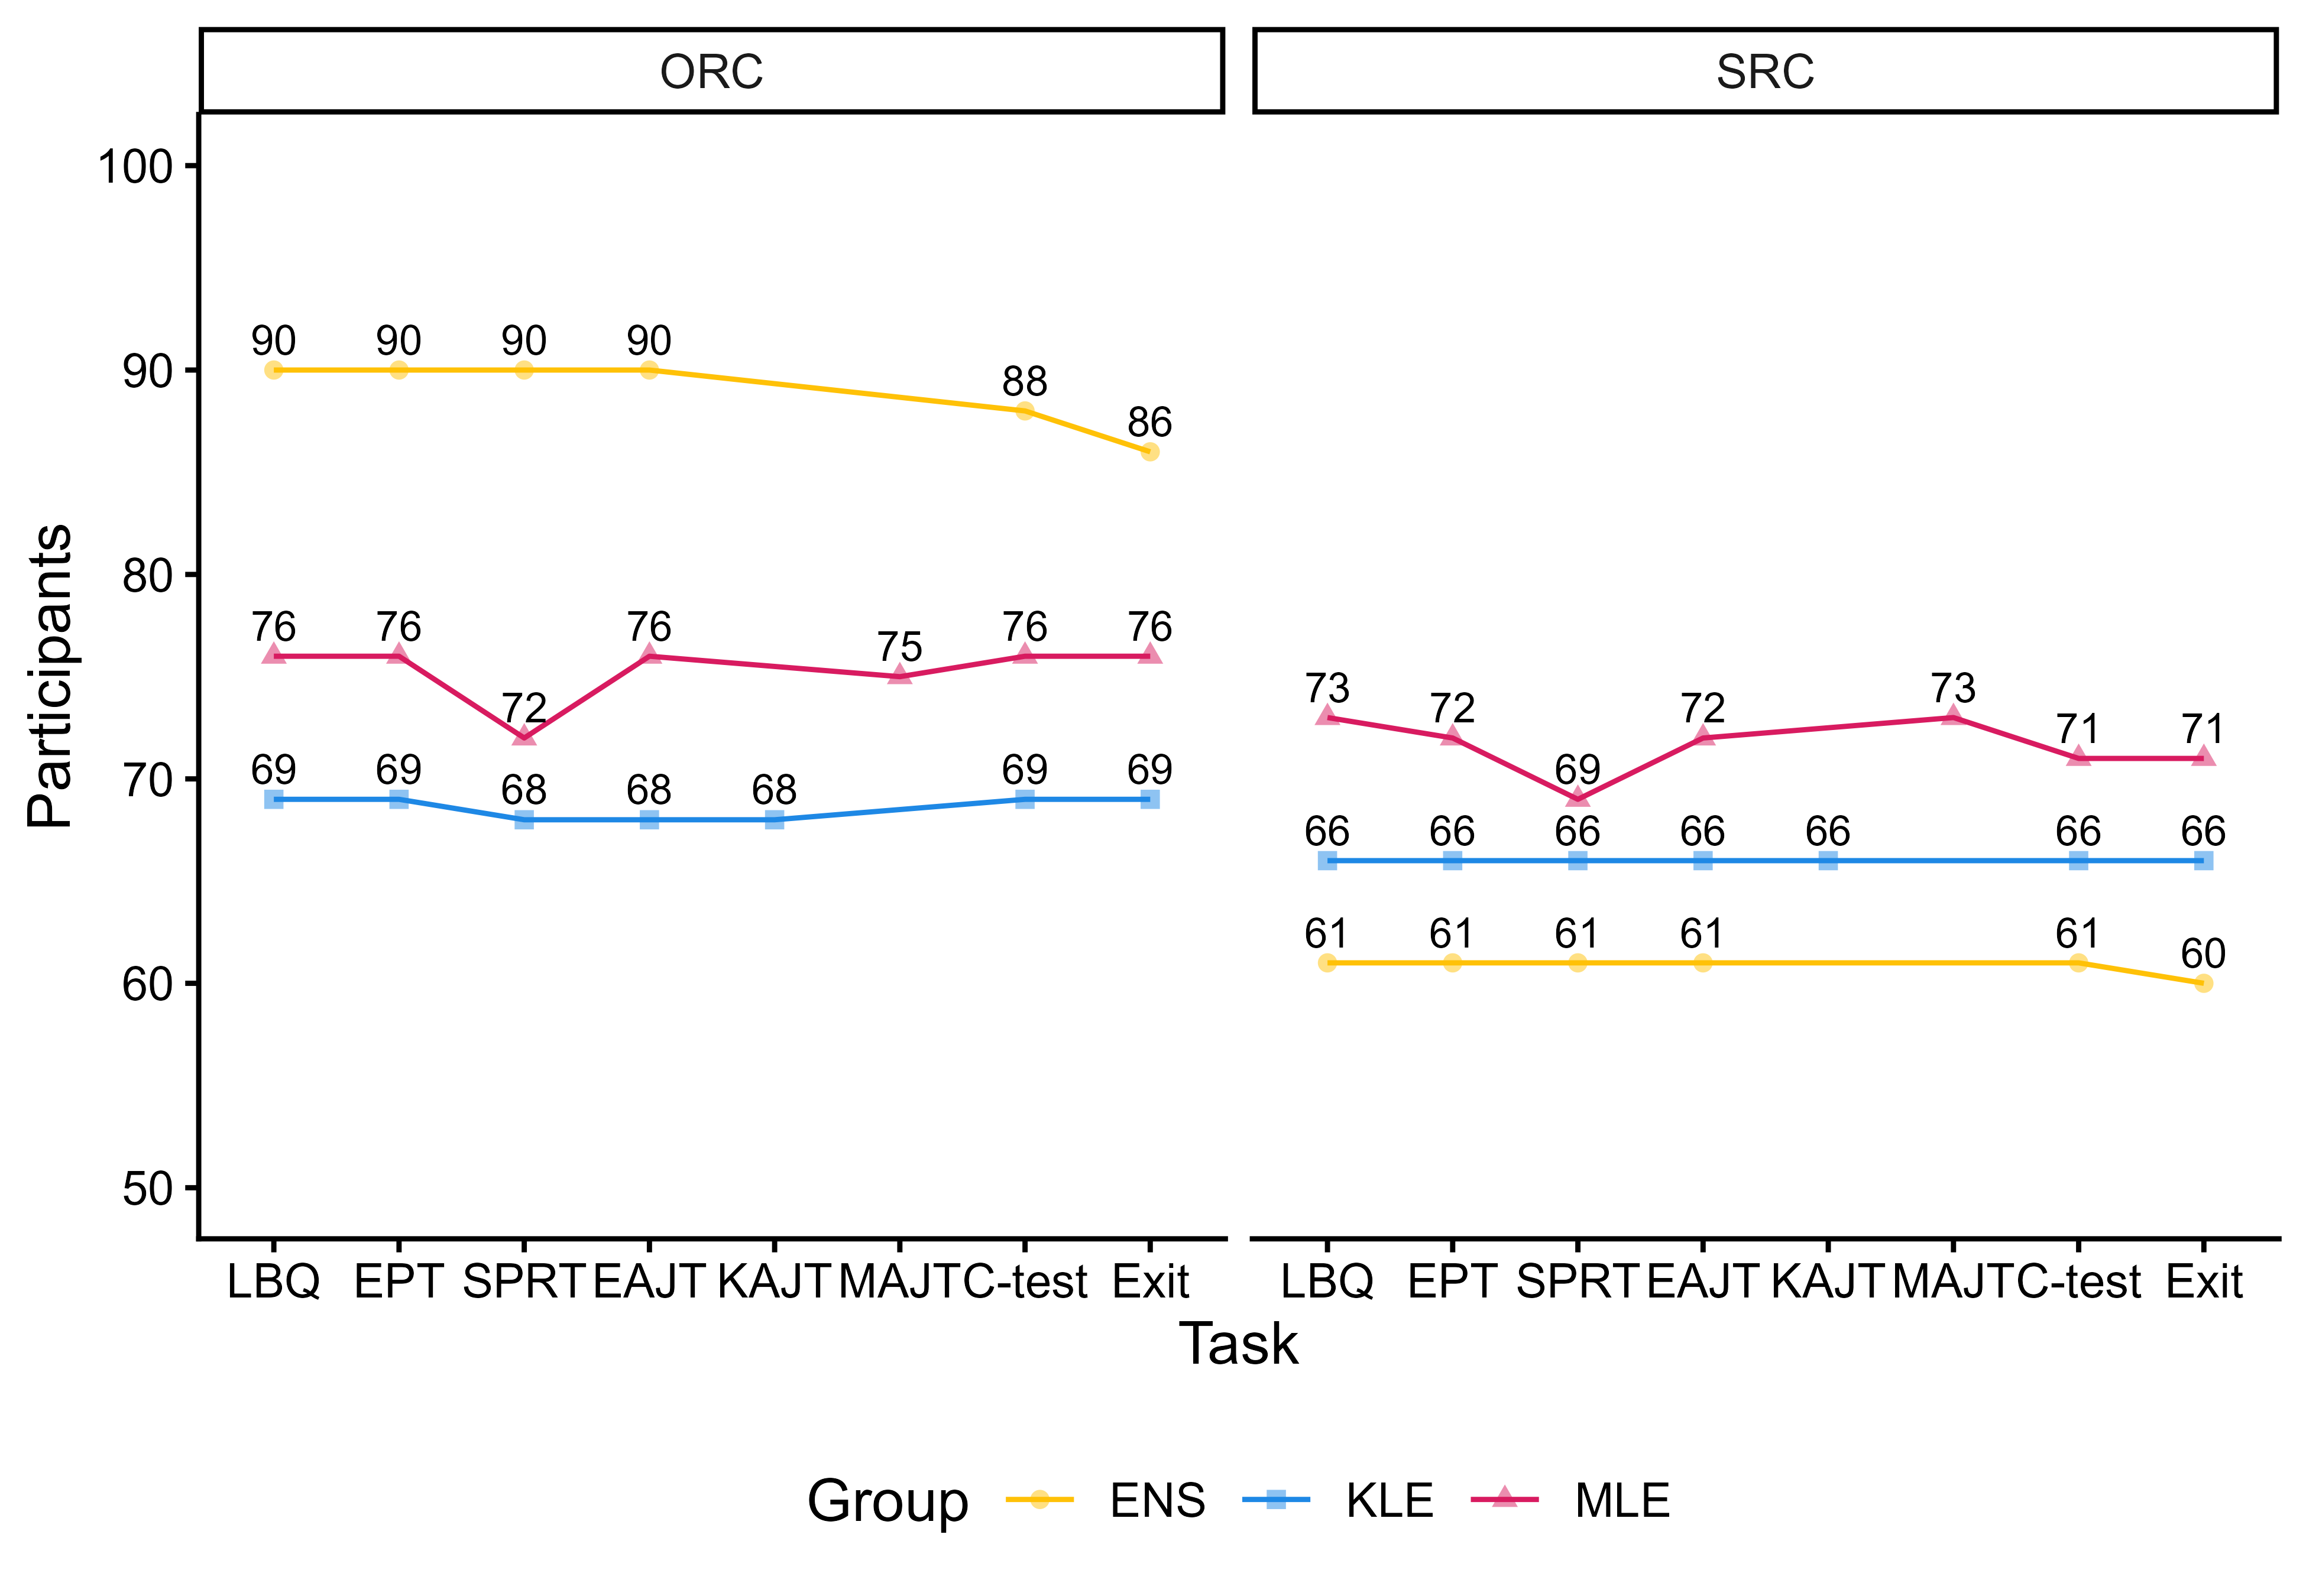 ORC SRC
100
90 90 90 90
90
88
86
80
76 76 76 75 76 76
72
73 72 72 73 71 71
69
70
69 69 68 68 68 69 69
66 66 66 66 66 66 66
61 61 61 61 61 60
60
50
Participants
LBQ EPT SPRT EAJT KAJT MAJT C-test Exit LBQ EPT SPRT EAJT KAJT MAJT C-test Exit
Task
Group ENS KLE MLE